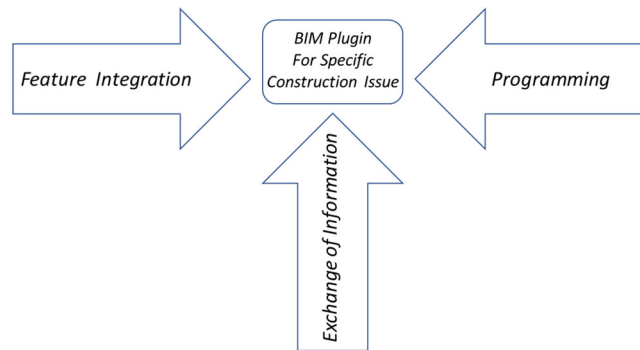 BIM Plugin
For Specific
Construction Issue
Feature Integration
Programming
Exchange of Information